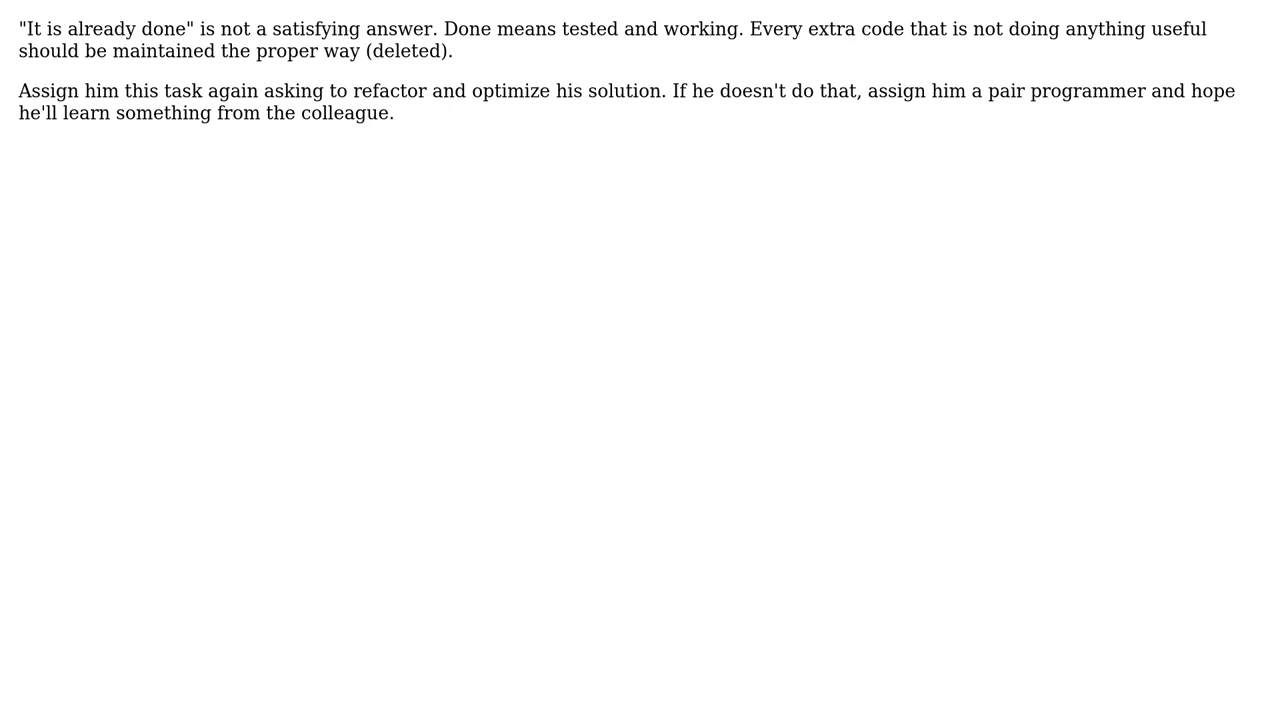 "It is already done" is not a satisfying answer. Done means tested and working. Every extra code that is not doing anything useful
should be maintained the proper way (deleted).
Assign him this task again asking to refactor and optimize his solution. If he doesn't do that, assign him a pair programmer and hope
he'll learn something from the colleague.